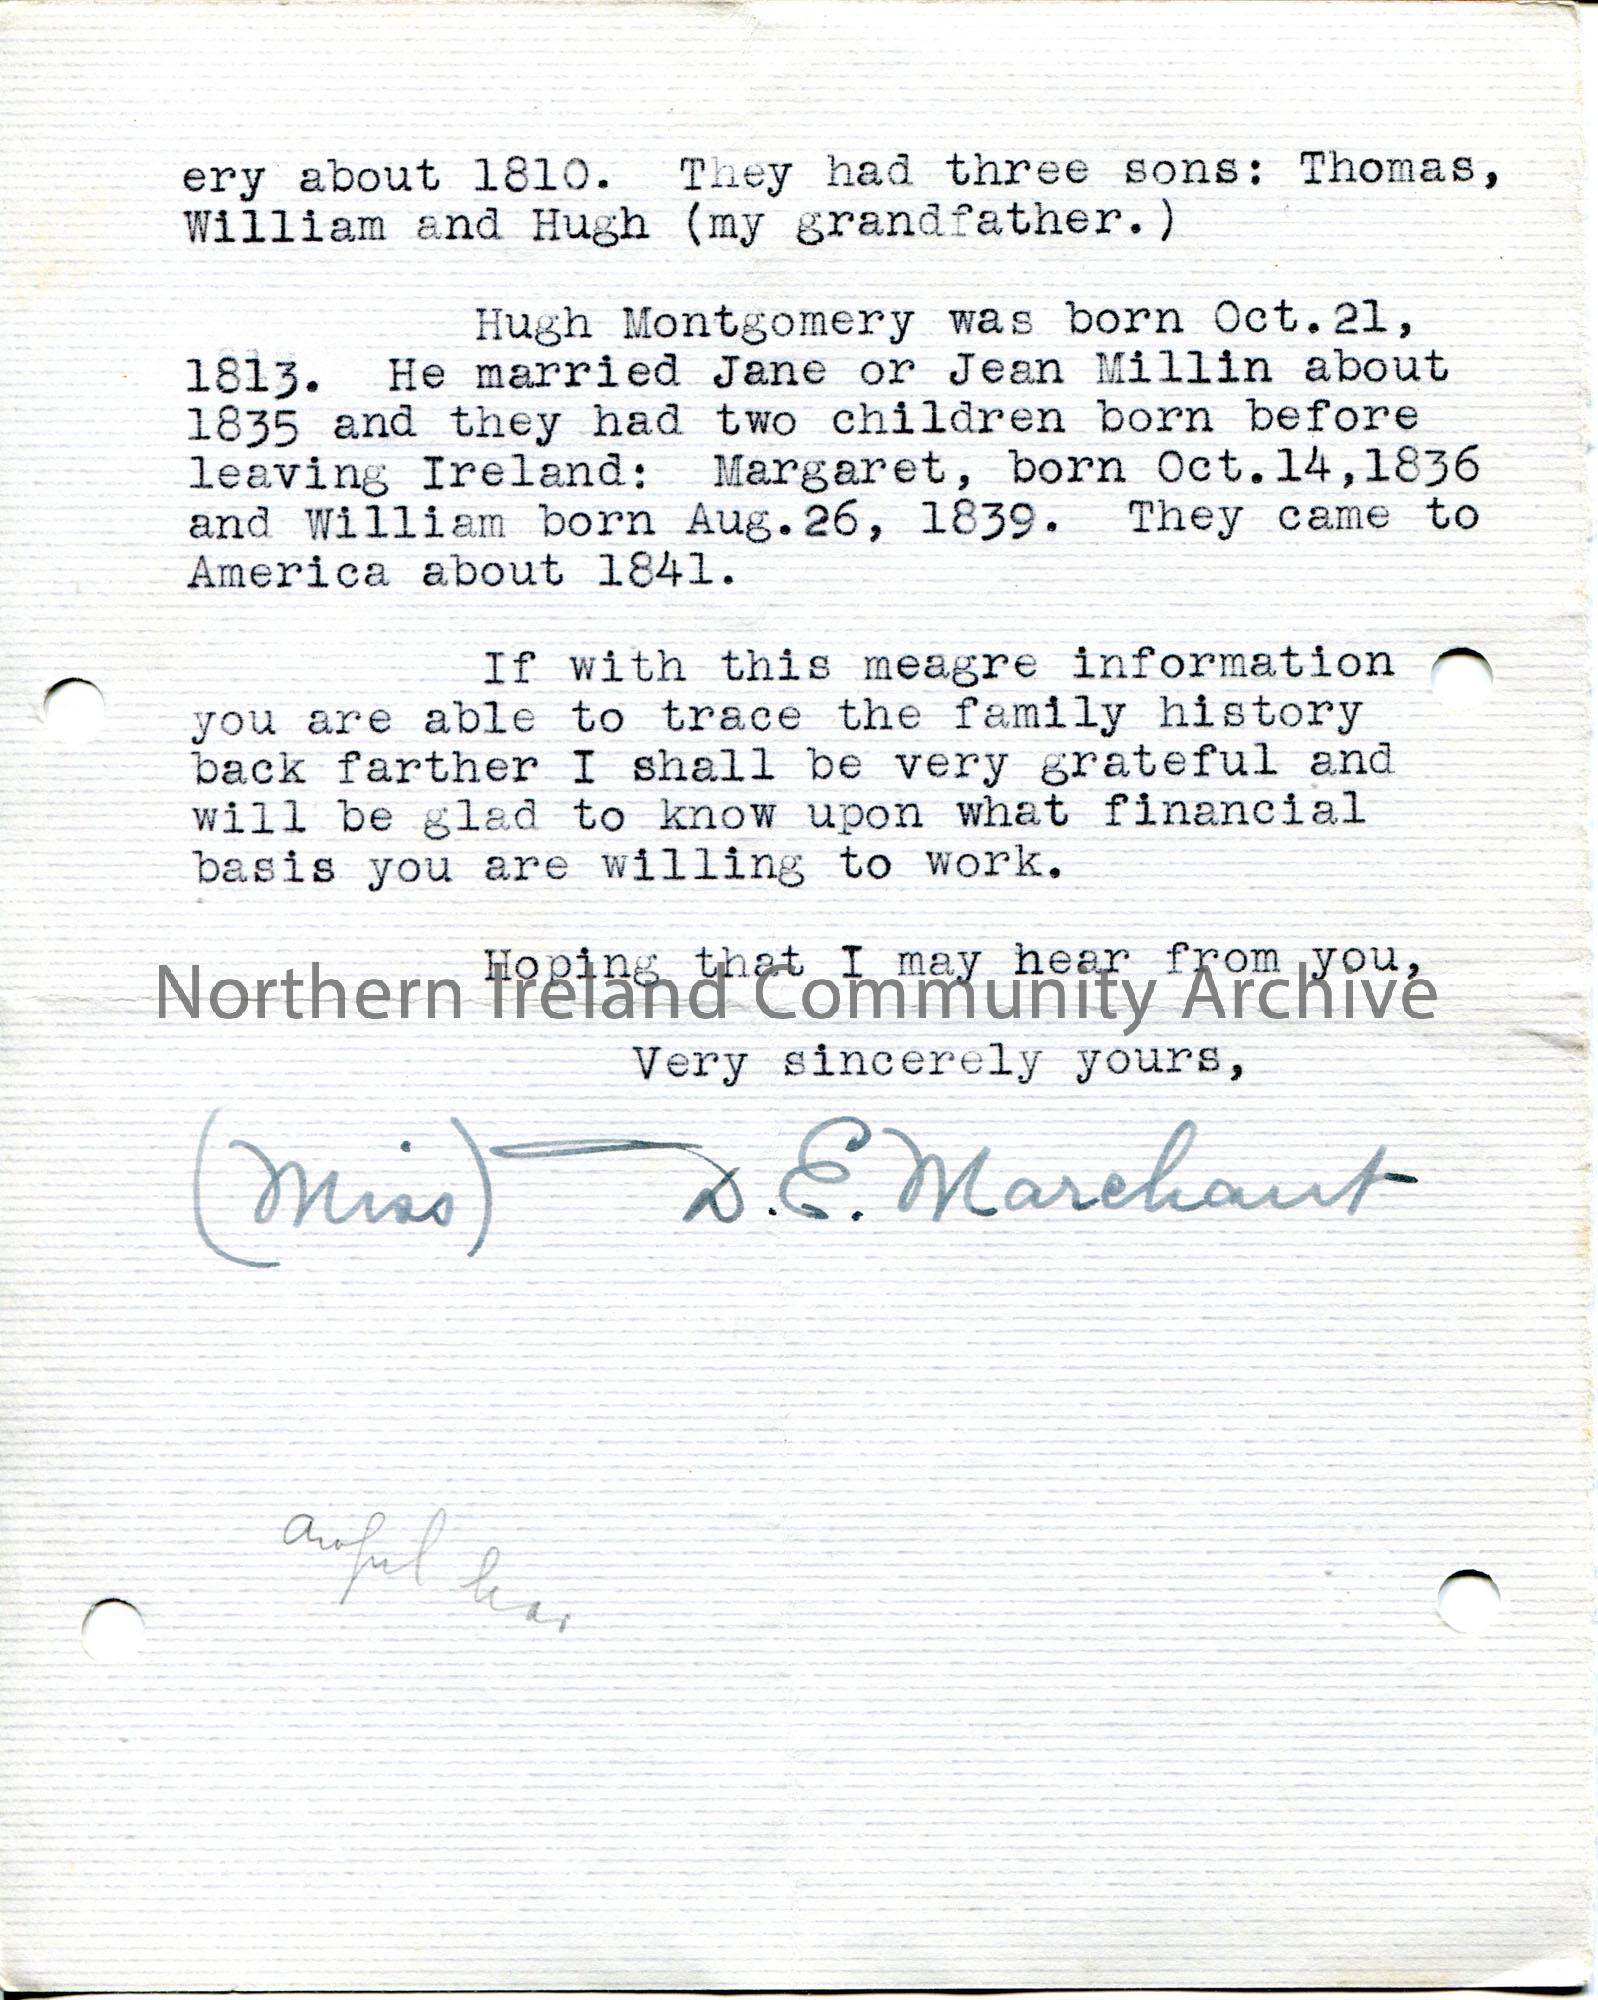 ery about 1810.  They had three sons: Thomas,
William and Hugh (my grandfather.)
Hugh Montgomery was born Oct.21,
1813.  He married Jane or Jean Millin about
1835 and they had two children born before
leaving Ireland:  Margaret, born Oct.14,1836
and William born Aug.26, 1839.  They came to
America about 1841.
If with this meagre information
you are able to trace the family history
back farther I shall be very grateful and
will be glad to know upon what financial
basis you are willing to work.
Hoping that I may hear from you,
Northern Ireland Community Archive
Very sincerely yours,
(Miss) D. E. Marchant